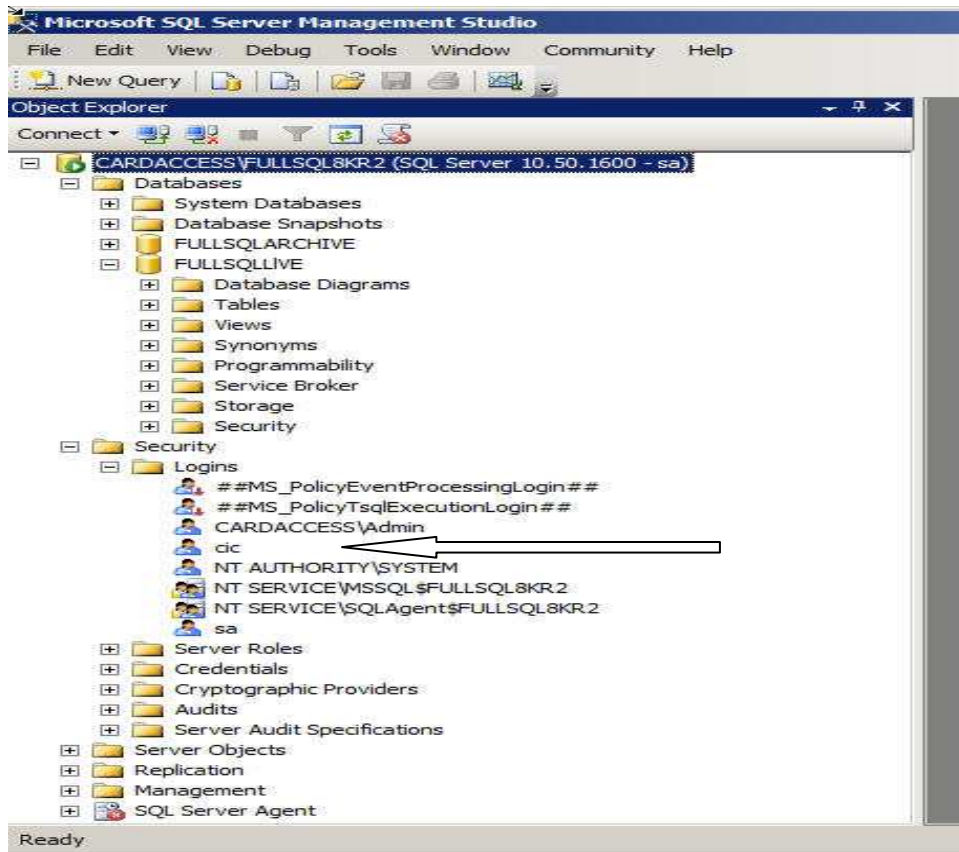 Microsoft SQL Server Management Studio
File Edit View Debug Tools Window Community Help
New Query
Object Explorer
Connect
CARDACCESS\FULLSQL8KR2 (SQL Server 10.50.1600 - sa)
Databases
System Databases
Database Snapshots
FULLSQLARCHIVE
FULLSQLLIVE
Database Diagrams
Tables
Views
Synonyms
Programmability
Service Broker
Storage
Security
Security
Logins
##MS_PolicyEventProcessingLogin##
##MS_PolicyTsqlExecutionLogin##
CARDACCESS\Admin
cic
NT AUTHORITY\SYSTEM
NT SERVICE\MSSQL$FULLSQL8KR2
NT SERVICE\SQLAgent$FULLSQL8KR2
sa
Server Roles
Credentials
Cryptographic Providers
Audits
Server Audit Specifications
Server Objects
Replication
Management
SQL Server Agent
Ready